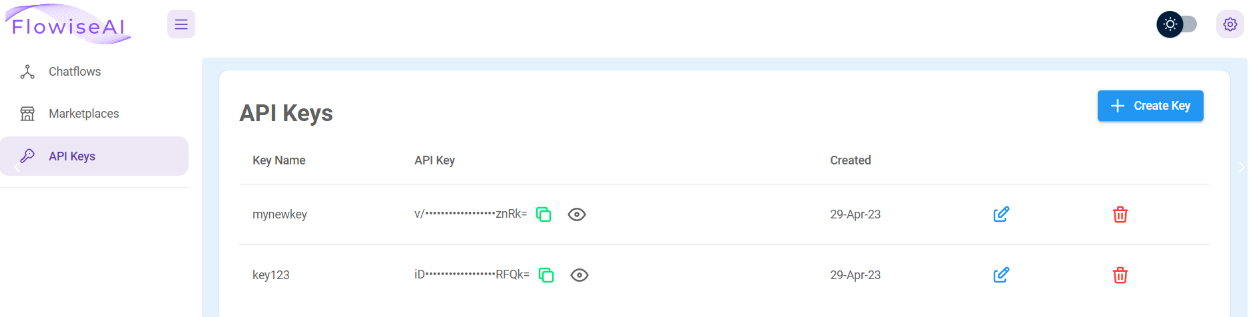 FlowiseAI
Chatflows
Marketplaces
API Keys
API Keys
Create Key
Key Name API Key Created
mynewkey v/••••••••••••••••••znRk= 29-Apr-23
key123 iD••••••••••••••••••RFQk= 29-Apr-23